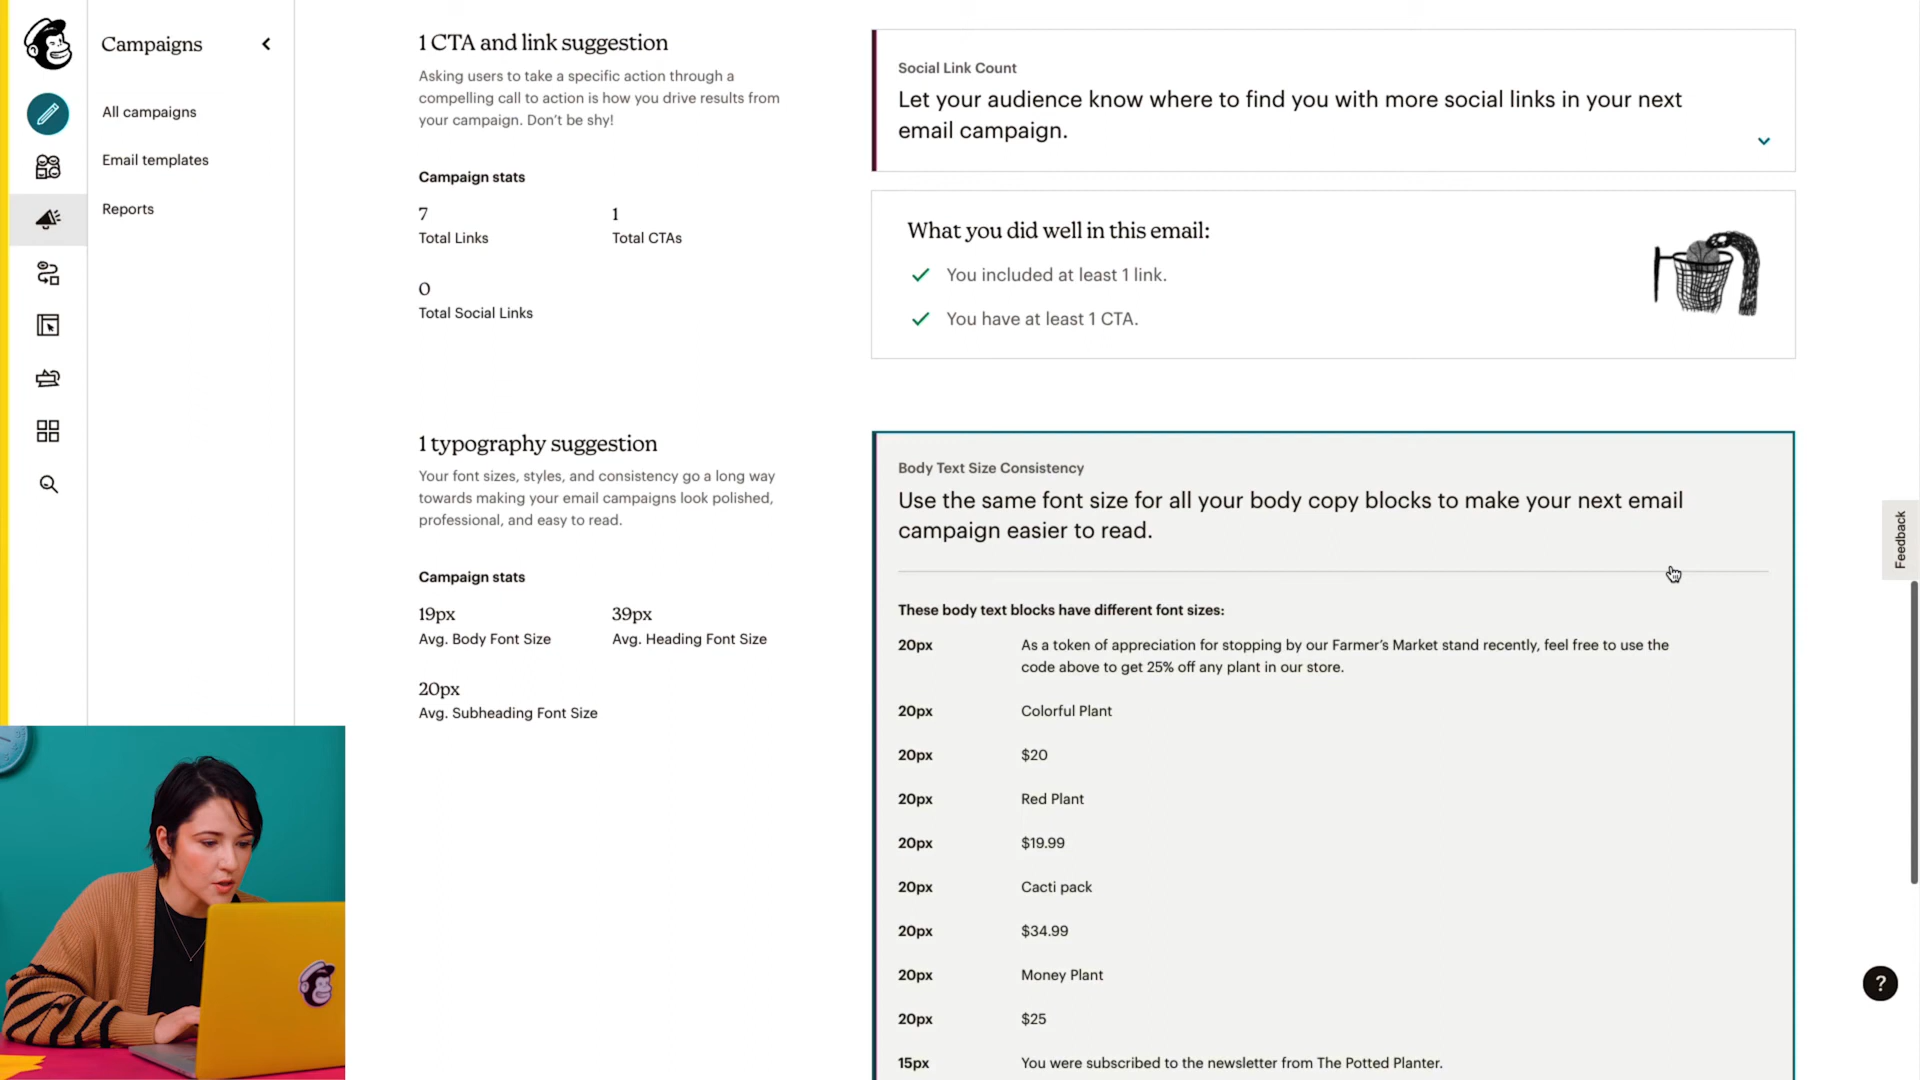 Campaigns
All campaigns
Email templates
Reports
1 CTA and link suggestion
Asking users to take a specific action through a
compelling call to action is how you drive results from
your campaign. Don't be shy!
Campaign stats
7
Total Links
1
Total CTAs
0
Total Social Links
Social Link Count
Let your audience know where to find you with more social links in your next
email campaign.
What you did well in this email:
You included at least 1 link.
You have at least 1 CTA.
1 typography suggestion
Your font sizes, styles, and consistency go a long way
towards making your email campaigns look polished,
professional, and easy to read.
Campaign stats
19px
Avg. Body Font Size
39px
Avg. Heading Font Size
20px
Avg. Subheading Font Size
Body Text Size Consistency
Use the same font size for all your body copy blocks to make your next email
campaign easier to read.
These body text blocks have different font sizes:
20px As a token of appreciation for stopping by our Farmer's Market stand recently, feel free to use the
code above to get 25% off any plant in our store.
20px Colorful Plant
20px $20
20px Red Plant
20px $19.99
20px Cacti pack
20px $34.99
20px Money Plant
20px $25
15px You were subscribed to the newsletter from The Potted Planter.
Feedback
?